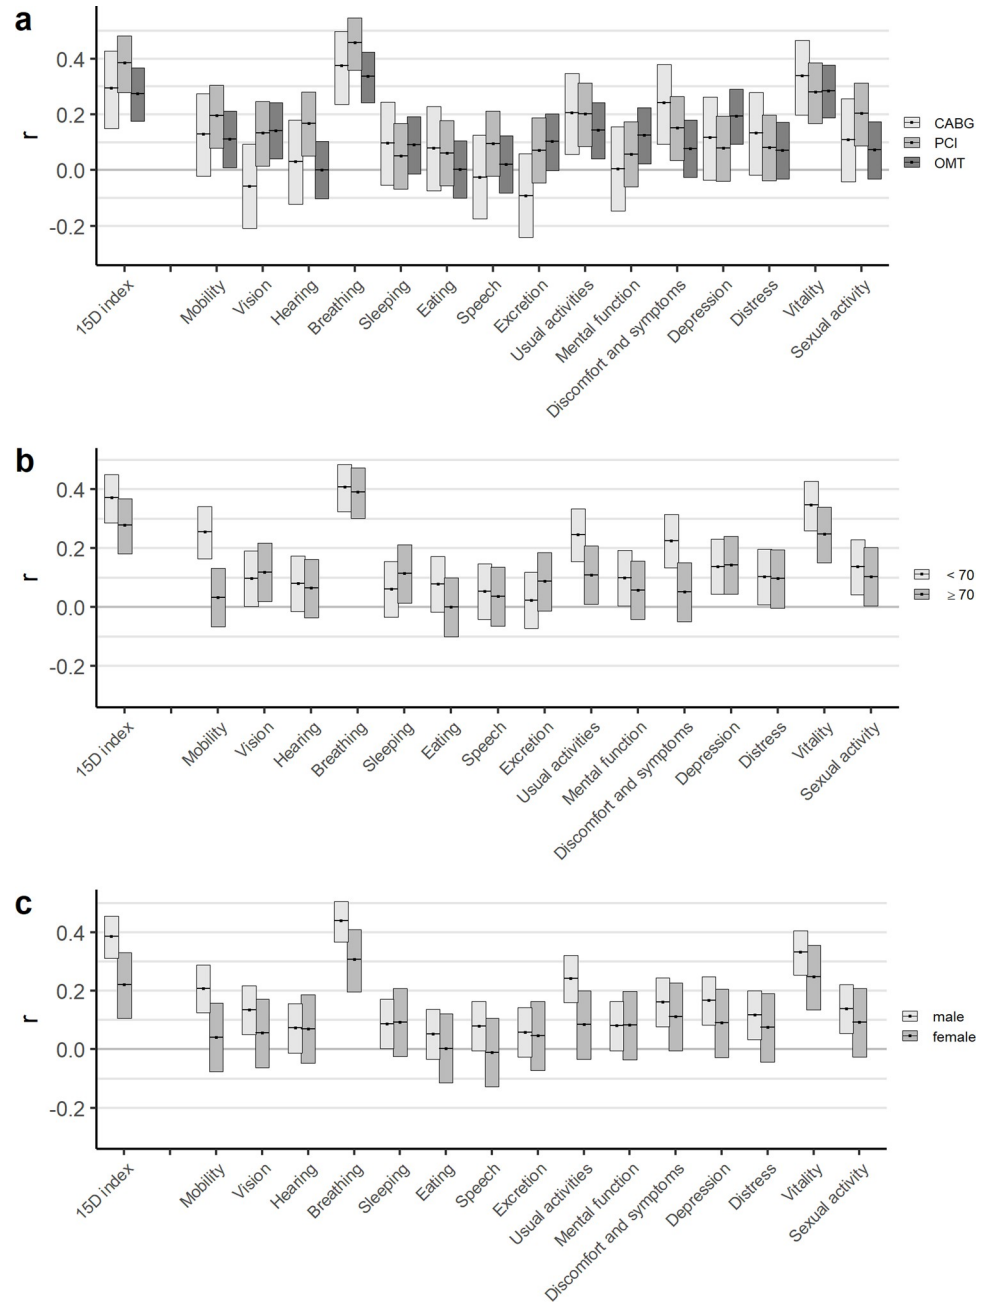 a
r
0.4
0.2
0.0
-0.2
CABG
PCI
OMT
15D index
Mobility
Vision
Hearing
Breathing
Sleeping
Eating
Speech
Excretion
Usual activities
Mental function
Discomfort and symptoms
Depression
Distress
Vitality
Sexual activity
b
r
0.4
0.2
0.0
-0.2
< 70
≥ 70
15D index
Mobility
Vision
Hearing
Breathing
Sleeping
Eating
Speech
Excretion
Usual activities
Mental function
Discomfort and symptoms
Depression
Distress
Vitality
Sexual activity
c
r
0.4
0.2
0.0
-0.2
male
female
15D index
Mobility
Vision
Hearing
Breathing
Sleeping
Eating
Speech
Excretion
Usual activities
Mental function
Discomfort and symptoms
Depression
Distress
Vitality
Sexual activity